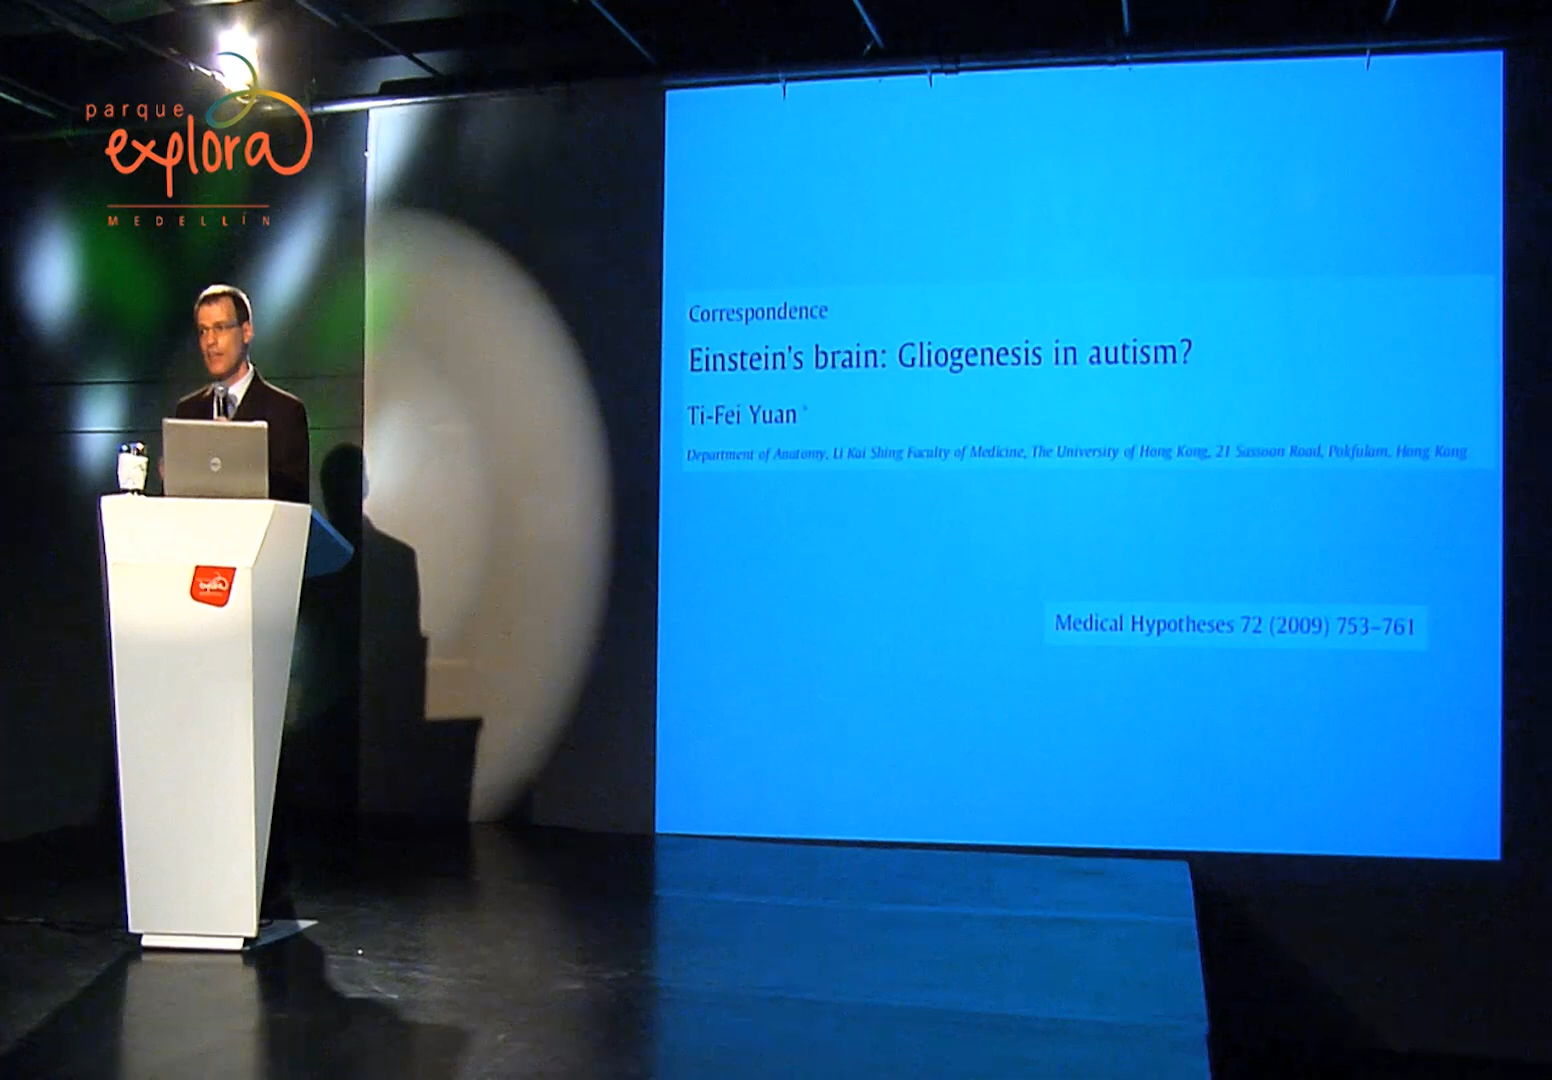 parque
explora
MEDELLÍN
Correspondence
Einstein's brain: Gliogenesis in autism?
Ti-Fei Yuan *
Department of Anatomy, Li Kai Shing Faculty of Medicine, The University of Hong Kong, 21 Sassoon Road, Pokfulam, Hong Kong
Medical Hypotheses 72 (2009) 753–761
explora